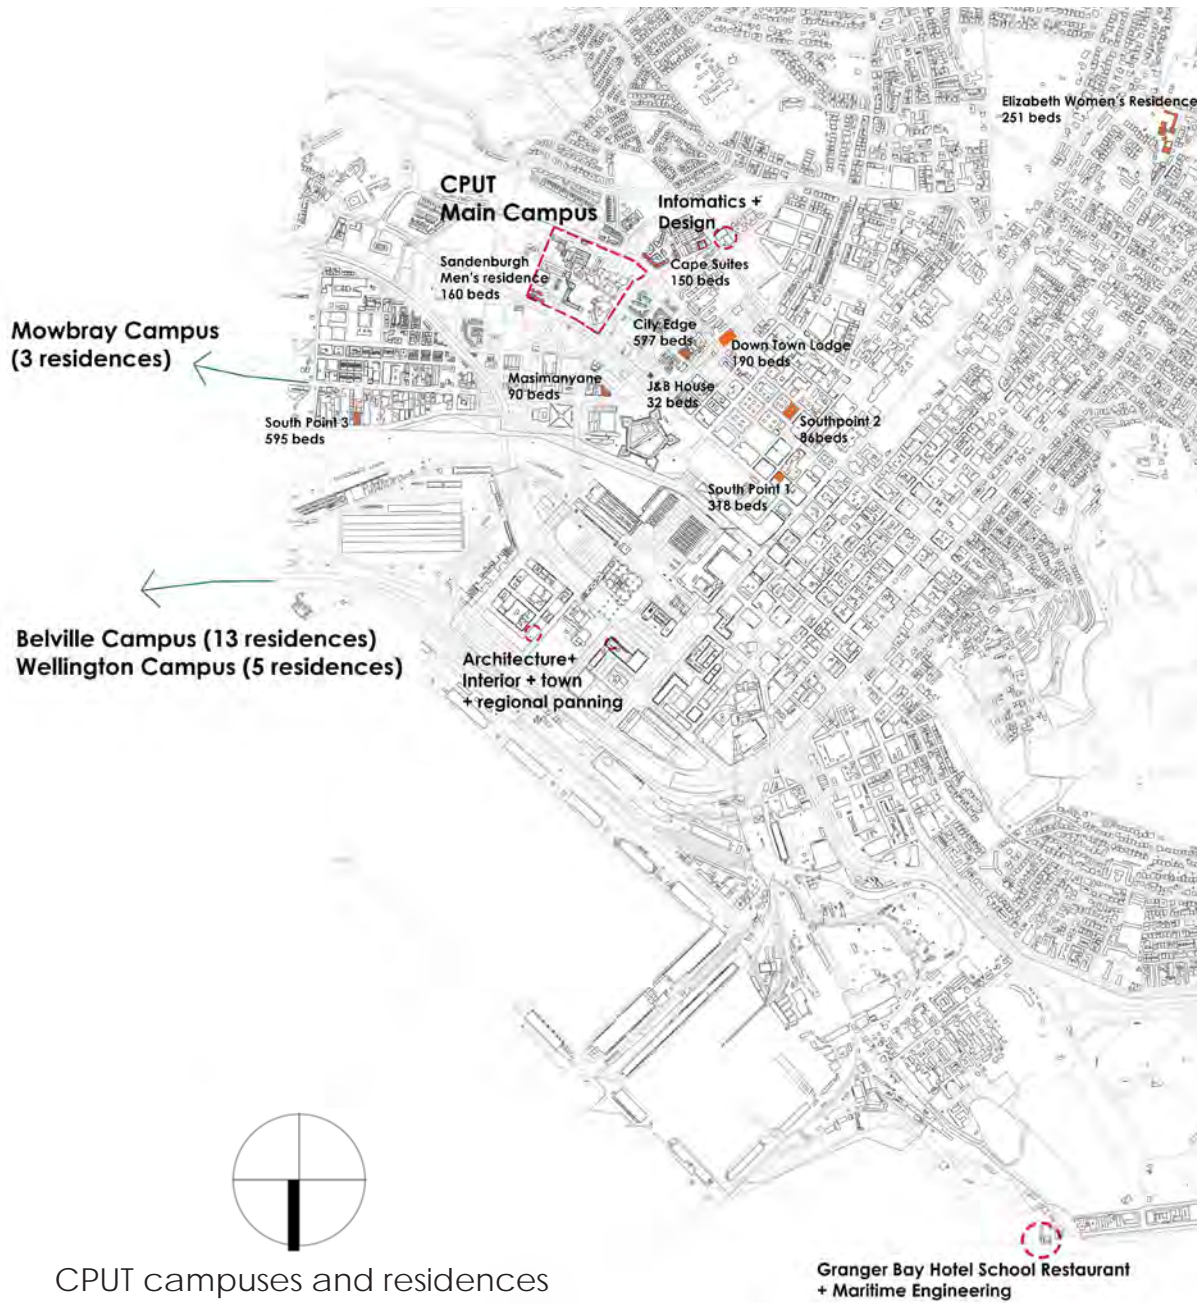 Elizabeth Women's Residence
251 beds
CPUT
Main Campus
Infomatics +
Design
Sandenburgh
Men's residence
160 beds
Cape Suites
150 beds
Mowbray Campus
(3 residences)
City Edge
577 beds
Down Town Lodge
190 beds
Masimanyane
90 beds
J&B House
32 beds
South Point 3
595 beds
Southpoint 2
86beds
South Point 1
318 beds
Belville Campus (13 residences)
Wellington Campus (5 residences)
Architecture+
Interior + town
+ regional panning
CPUT campuses and residences
Granger Bay Hotel School Restaurant
+ Maritime Engineering